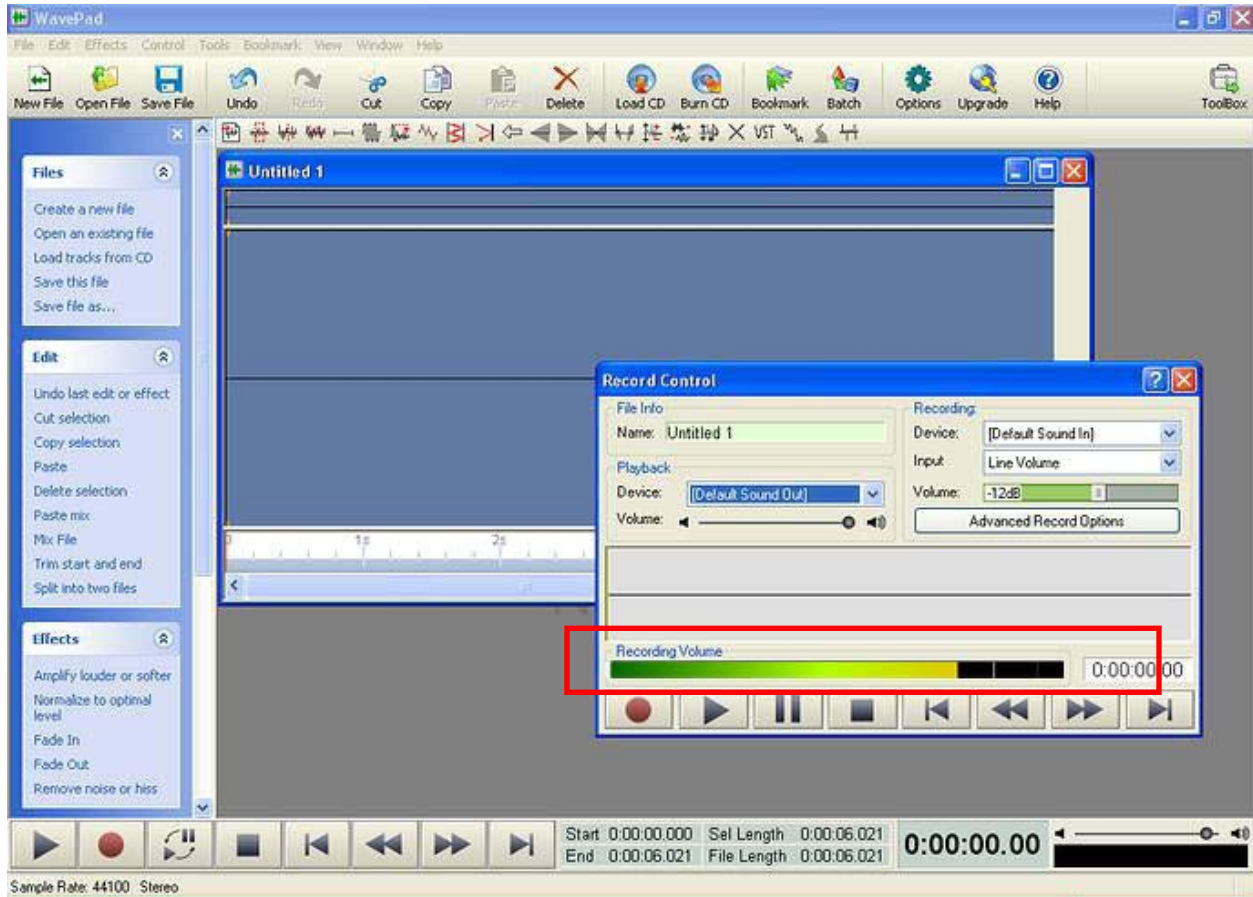 WavePad
File Edit Effects Control Tools Bookmark View Window Help
New File Open File Save File Undo Redo Cut Copy Paste Delete Load CD Burn CD Bookmark Batch Options Upgrade Help ToolBox
VST
Files
Create a new file
Open an existing file
Load tracks from CD
Save this file
Save file as...
Edit
Undo last edit or effect
Cut selection
Copy selection
Paste
Delete selection
Paste mix
Mix File
Trim start and end
Split into two files
Effects
Amplify louder or softer
Normalize to optimal
level
Fade In
Fade Out
Remove noise or hiss
Untitled 1
0 1s 2s
Record Control
File Info
Name: Untitled 1
Playback
Device: [Default Sound Out]
Volume:
Recording
Device: [Default Sound In]
Input Line Volume
Volume: -12dB
Advanced Record Options
Recording Volume
0:00:00.00
Start 0:00:00.000 Sel Length 0:00:06.021
End 0:00:06.021 File Length 0:00:06.021
0:00:00.00
Sample Rate: 44100 Stereo